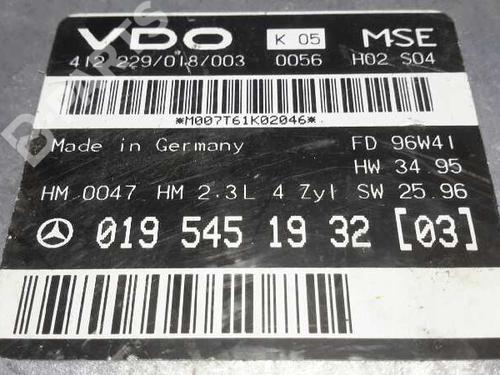 VDO K 05 MSE
412 229/018/003 0056 H02 S04
*M007T61K02046*
Made in Germany FD 96W41
HW 34.95
HM 0047 HM 2.3L 4 Zyl SW 25.96
019 545 19 32 [03]